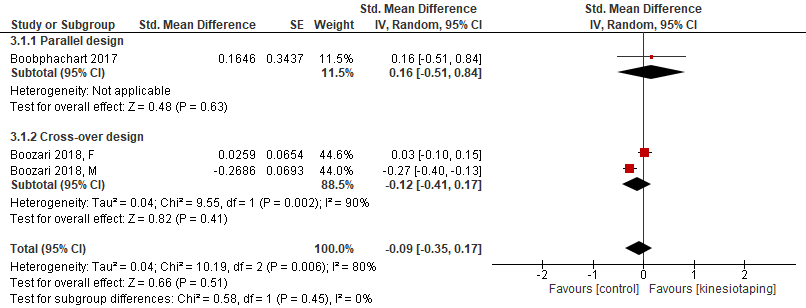 Std. Mean Difference Std. Mean Difference
Study or Subgroup Std. Mean Difference SE Weight IV, Random, 95% CI IV, Random, 95% CI
3.1.1 Parallel design
Boobphachart 2017 0.1646 0.3437 11.5% 0.16 [-0.51, 0.84]
Subtotal (95% CI) 11.5% 0.16 [-0.51, 0.84]
Heterogeneity: Not applicable
Test for overall effect: Z = 0.48 (P = 0.63)
3.1.2 Cross-over design
Boozari 2018, F 0.0259 0.0654 44.6% 0.03 [-0.10, 0.15]
Boozari 2018, M -0.2686 0.0693 44.0% -0.27 [-0.40, -0.13]
Subtotal (95% CI) 88.5% -0.12 [-0.41, 0.17]
Heterogeneity: Tau² = 0.04; Chi² = 9.55, df = 1 (P = 0.002); I² = 90%
Test for overall effect: Z = 0.82 (P = 0.41)
Total (95% CI) 100.0% -0.09 [-0.35, 0.17]
Heterogeneity: Tau² = 0.04; Chi² = 10.19, df = 2 (P = 0.006); I² = 80%
Test for overall effect: Z = 0.66 (P = 0.51)
Test for subgroup differences: Chi² = 0.58, df = 1 (P = 0.45), I² = 0%
-2 -1 0 1 2
Favours [control] Favours [kinesiotaping]